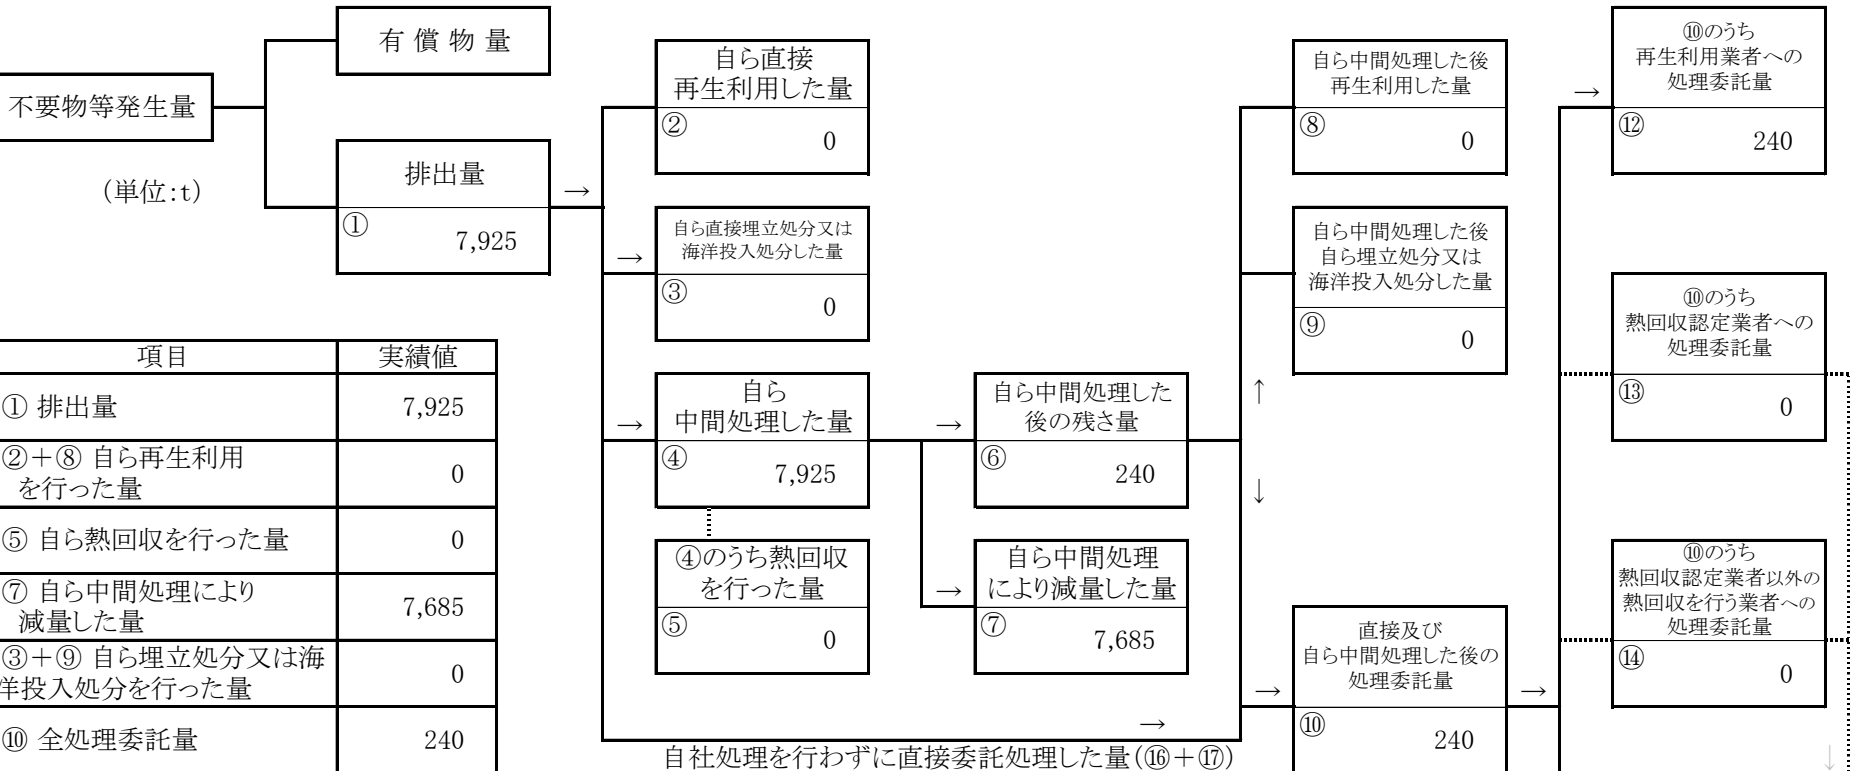 有 償 物 量
不要物等発生量
(単位:t)
排出量
①
7,925
→
自ら直接
再生利用した量
②
0
→
自ら直接埋立処分又は
海洋投入処分した量
③
0
→
自ら
中間処理した量
④
7,925
④のうち熱回収
を行った量
⑤
0
→
自ら中間処理した
後の残さ量
⑥
240
→
自ら中間処理
により減量した量
⑦
7,685
自ら中間処理した後
再生利用した量
⑧
0
自ら中間処理した後
自ら埋立処分又は
海洋投入処分した量
⑨
0
↑
↓
→
直接及び
自ら中間処理した後の
処理委託量
⑩
240
→
→
⑩のうち
再生利用業者への
処理委託量
⑫
240
⑩のうち
熱回収認定業者への
処理委託量
⑬
0
⑩のうち
熱回収認定業者以外の
熱回収を行う業者への
処理委託量
⑭
0
↓
→
自社処理を行わずに直接委託処理した量(⑯+⑰)
項目 実績値
① 排出量 7,925
②+⑧ 自ら再生利用
を行った量
0
⑤ 自ら熱回収を行った量 0
⑦ 自ら中間処理により
減量した量
7,685
③+⑨ 自ら埋立処分又は海
洋投入処分を行った量
0
⑩ 全処理委託量 240